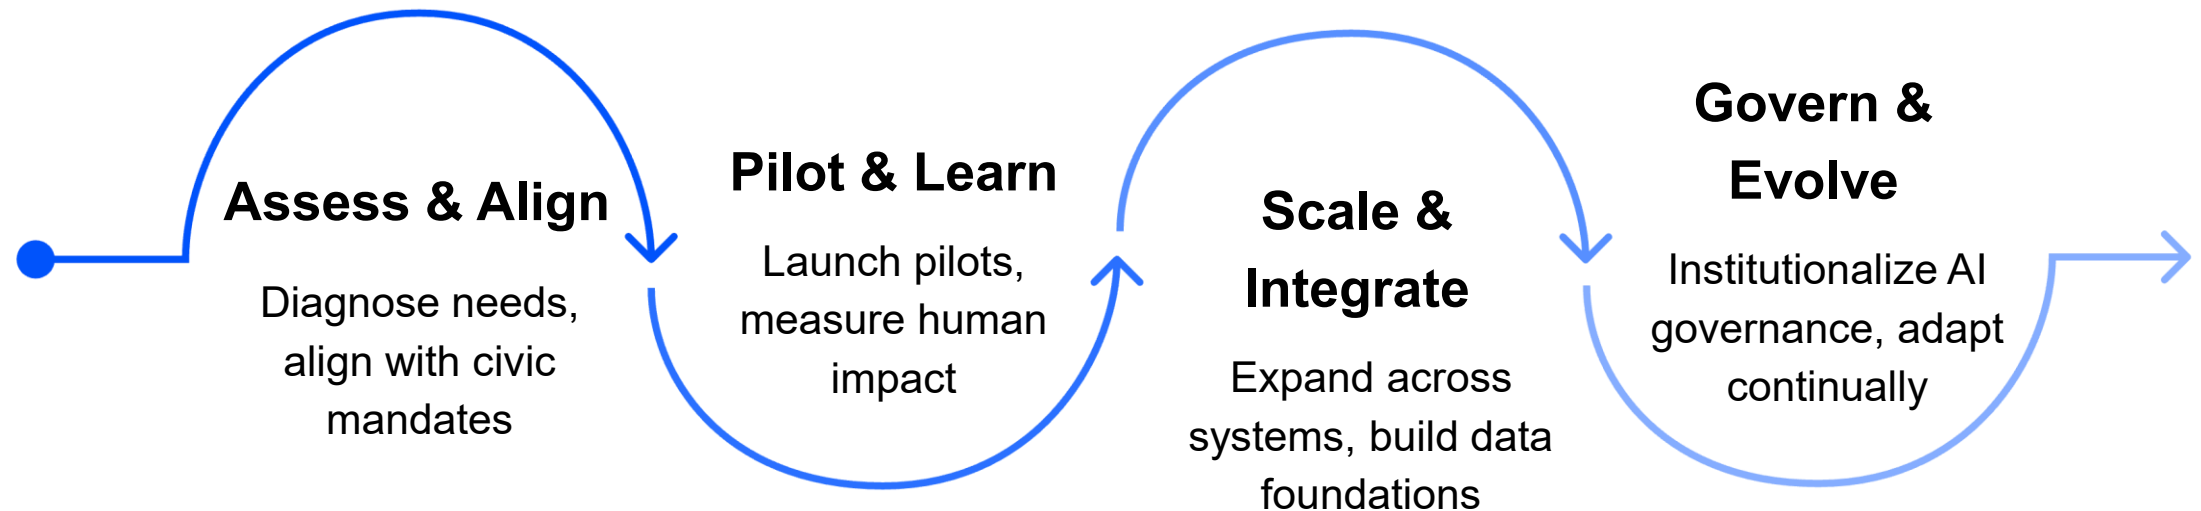 Assess & Align
Diagnose needs,
align with civic
mandates
Pilot & Learn
Launch pilots,
measure human
impact
Scale &
Integrate
Expand across
systems, build data
foundations
Govern &
Evolve
Institutionalize AI
governance, adapt
continually